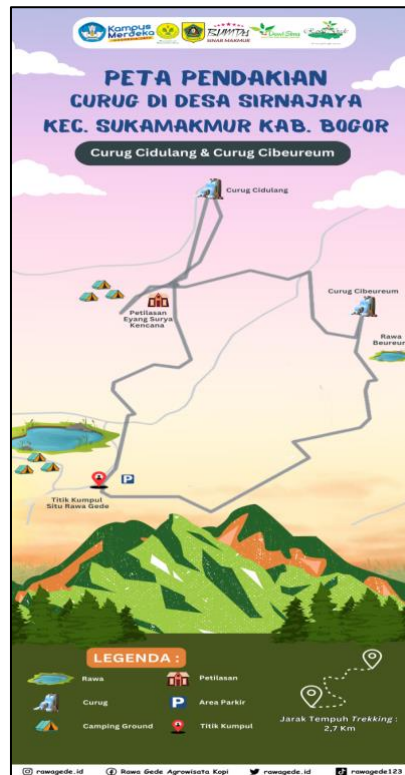 Kampus
Merdeka
BUMDes
SINAR MAKMUR
PETA PENDAKIAN
CURUG DI DESA SIRNAJAYA
KEC. SUKAMAKMUR KAB. BOGOR
Curug Cidulang & Curug Cibeureum
Curug Cidulang
Petilasan
Eyang Surya
Kencana
Curug Cibeureum
Rawa
Beureum
P
Titik Kumpul
Situ Rawa Gede
LEGENDA :
Rawa
Petilasan
Curug
P
Area Parkir
Camping Ground
Titik Kumpul
Jarak Tempuh Trekking :
2,7 Km
rawagede.id
Rawa Gede Agrowisata Kopi
rawagede.id
rawagede123